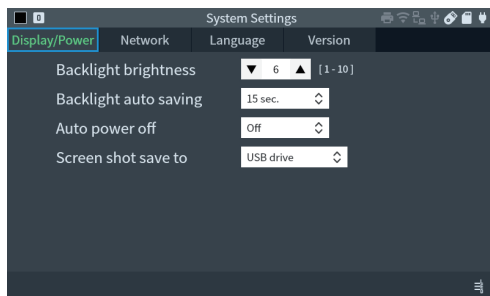 0 System Settings
Display/Power Network Language Version
Backlight brightness 6 [1-10]
Backlight auto saving 15 sec.
Auto power off Off
Screen shot save to USB drive